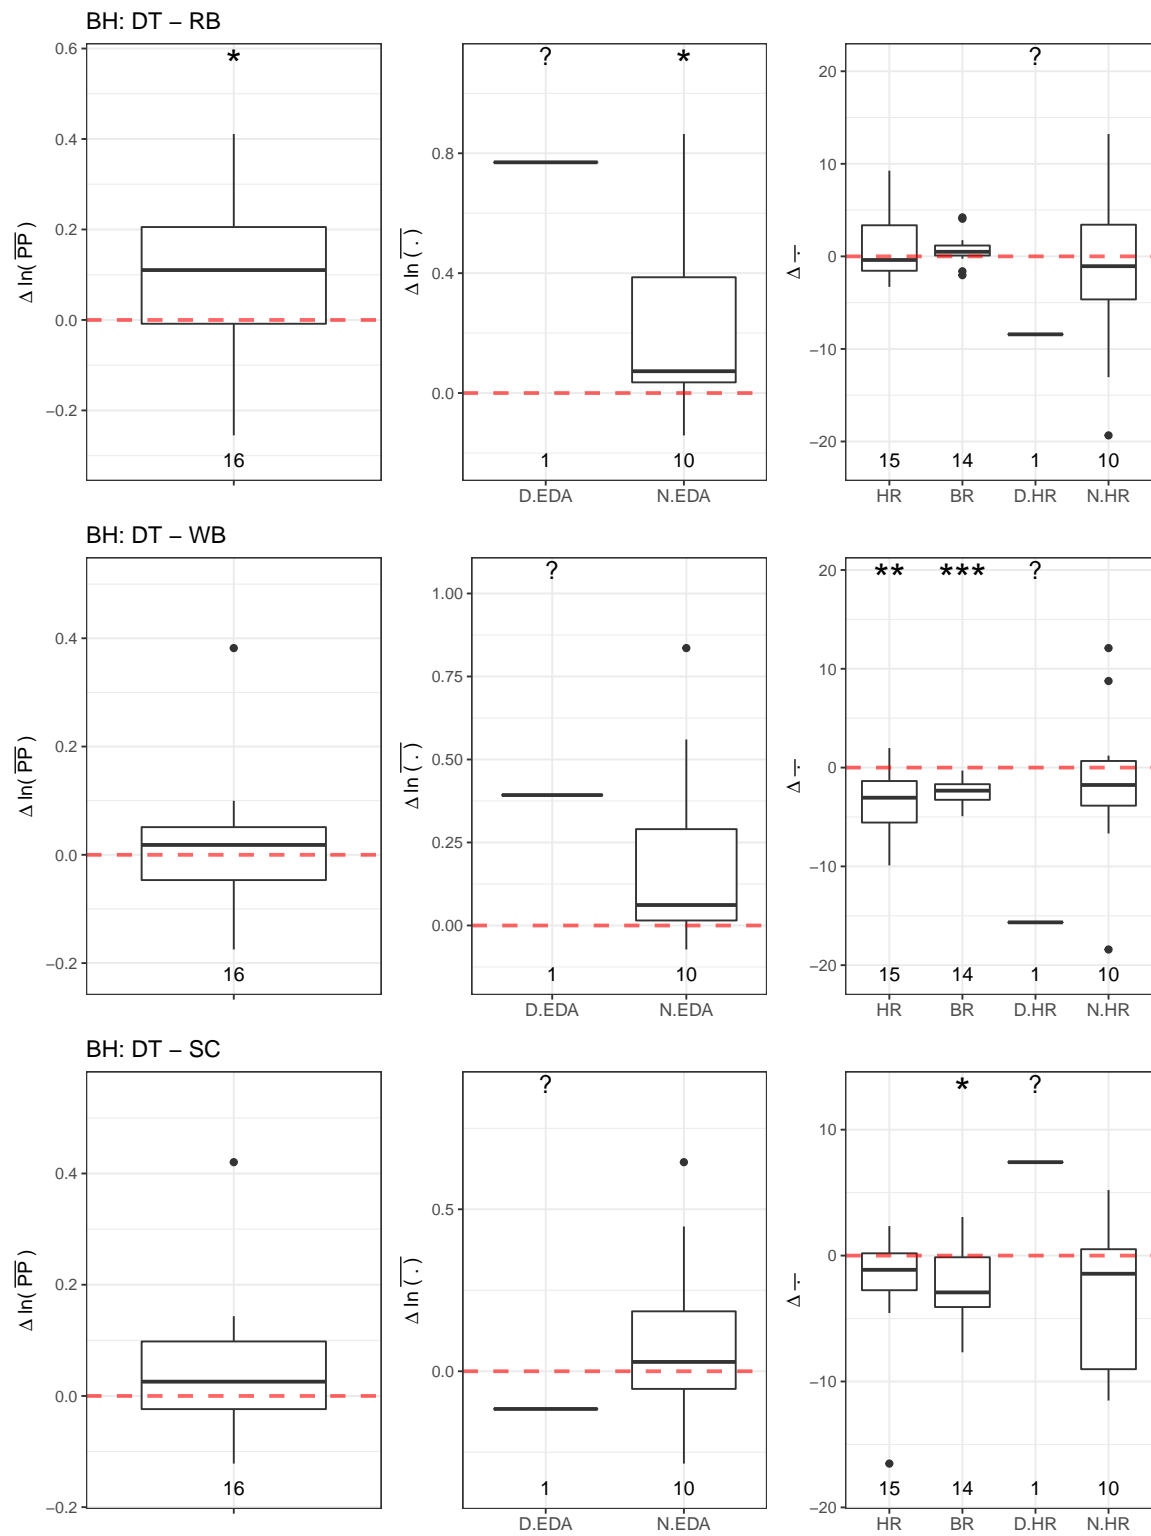 BH: DT − RB
Δ ln( PP )
0.6
0.4
0.2
0.0
−0.2
*
16
Δ ln ( . )
0.8
0.4
0.0
? *
1 10
D.EDA N.EDA
Δ .
20
10
0
−10
−20
?
15 14 1 10
HR BR D.HR N.HR
BH: DT − WB
Δ ln( PP )
0.4
0.2
0.0
−0.2
16
Δ ln ( . )
1.00
0.75
0.50
0.25
0.00
?
1 10
D.EDA N.EDA
Δ .
20
10
0
−10
−20
** *** ?
15 14 1 10
HR BR D.HR N.HR
BH: DT − SC
Δ ln( PP )
0.4
0.2
0.0
−0.2
16
Δ ln ( . )
0.5
0.0
?
1 10
D.EDA N.EDA
Δ .
10
0
−10
−20
* ?
15 14 1 10
HR BR D.HR N.HR